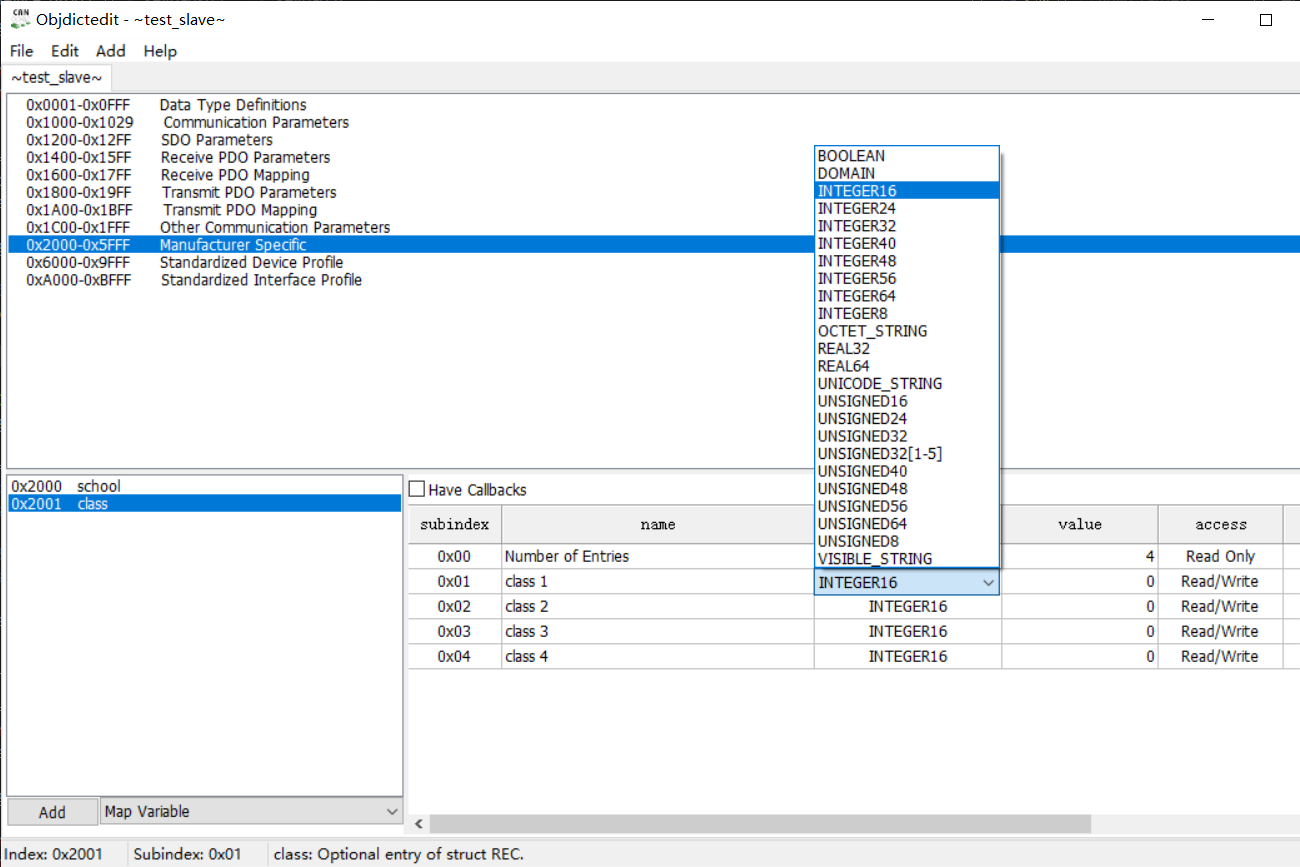 CAN
Objdictedit - ~test_slave~
File Edit Add Help
~test_slave~
0x0001-0x0FFF Data Type Definitions
0x1000-0x1029 Communication Parameters
0x1200-0x12FF SDO Parameters
0x1400-0x15FF Receive PDO Parameters
0x1600-0x17FF Receive PDO Mapping
0x1800-0x19FF Transmit PDO Parameters
0x1A00-0x1BFF Transmit PDO Mapping
0x1C00-0x1FFF Other Communication Parameters
0x2000-0x5FFF Manufacturer Specific
0x6000-0x9FFF Standardized Device Profile
0xA000-0xBFFF Standardized Interface Profile
BOOLEAN
DOMAIN
INTEGER16
INTEGER24
INTEGER32
INTEGER40
INTEGER48
INTEGER56
INTEGER64
INTEGER8
OCTET_STRING
REAL32
REAL64
UNICODE_STRING
UNSIGNED16
UNSIGNED24
UNSIGNED32
UNSIGNED32[1-5]
UNSIGNED40
UNSIGNED48
UNSIGNED56
UNSIGNED64
UNSIGNED8
VISIBLE_STRING
0x2000 school
0x2001 class
Have Callbacks
subindex name value access
0x00 Number of Entries 4 Read Only
0x01 class 1 INTEGER16 0 Read/Write
0x02 class 2 INTEGER16 0 Read/Write
0x03 class 3 INTEGER16 0 Read/Write
0x04 class 4 INTEGER16 0 Read/Write
Add Map Variable
Index: 0x2001 Subindex: 0x01 class: Optional entry of struct REC.